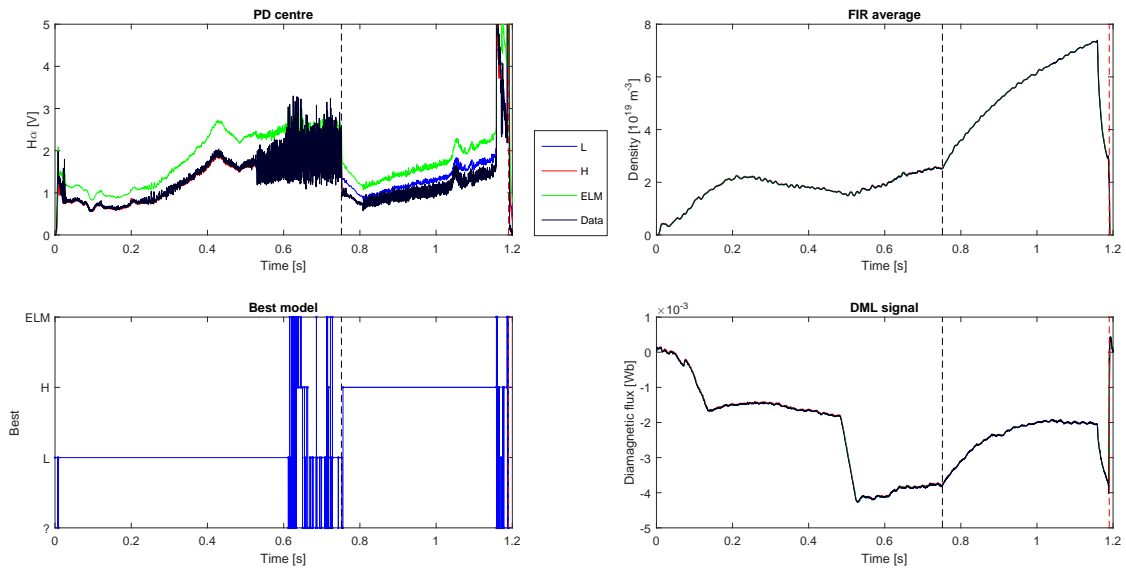 PD centre
5
4
3
2
1
0
Hα [V]
0 0.2 0.4 0.6 0.8 1 1.2
Time [s]
L
H
ELM
Data
FIR average
8
6
4
2
0
Density [10^19 m^-3]
0 0.2 0.4 0.6 0.8 1 1.2
Time [s]
Best model
ELM
H
L
?
Best
0 0.2 0.4 0.6 0.8 1 1.2
Time [s]
DML signal
×10^-3
1
0
-1
-2
-3
-4
-5
Diamagnetic flux [Wb]
0 0.2 0.4 0.6 0.8 1 1.2
Time [s]